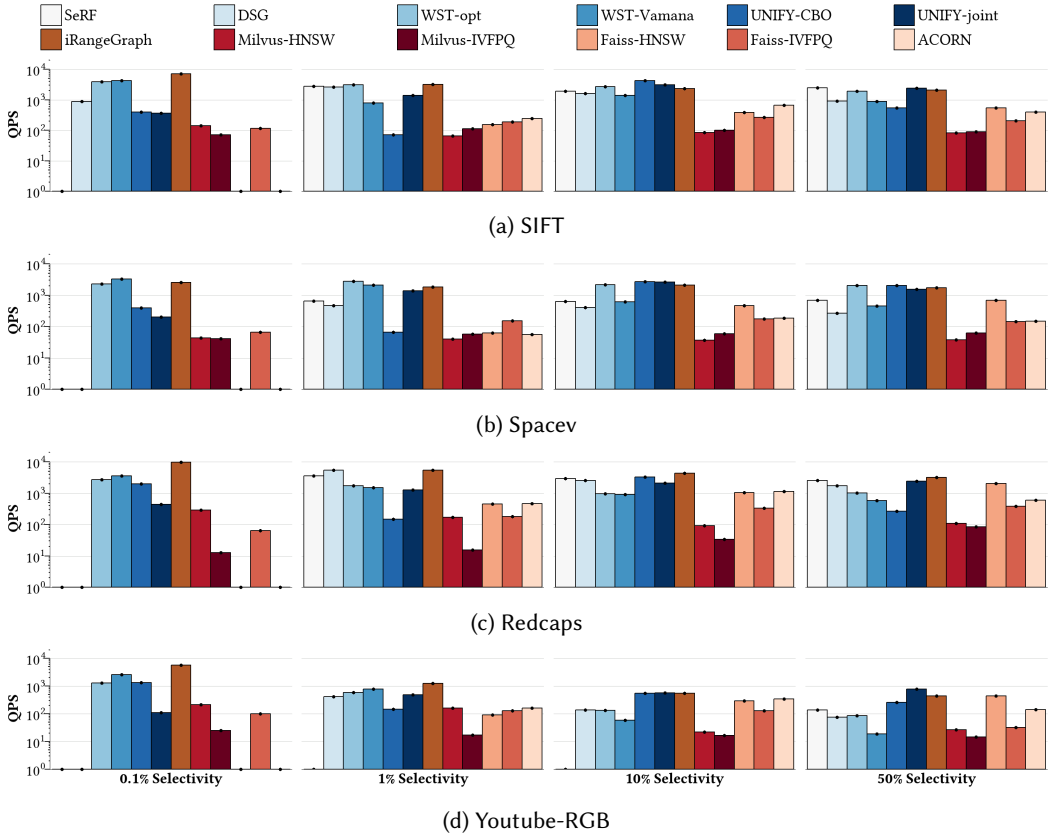 SeRF DSG WST-opt WST-Vamana UNIFY-CBO UNIFY-joint
iRangeGraph Milvus-HNSW Milvus-IVFPQ Faiss-HNSW Faiss-IVFPQ ACORN
QPS
10⁴
10³
10²
10¹
10⁰
(a) SIFT
QPS
10⁴
10³
10²
10¹
10⁰
(b) Spacev
QPS
10⁴
10³
10²
10¹
10⁰
(c) Redcaps
QPS
10⁴
10³
10²
10¹
10⁰
0.1% Selectivity 1% Selectivity 10% Selectivity 50% Selectivity
(d) Youtube-RGB